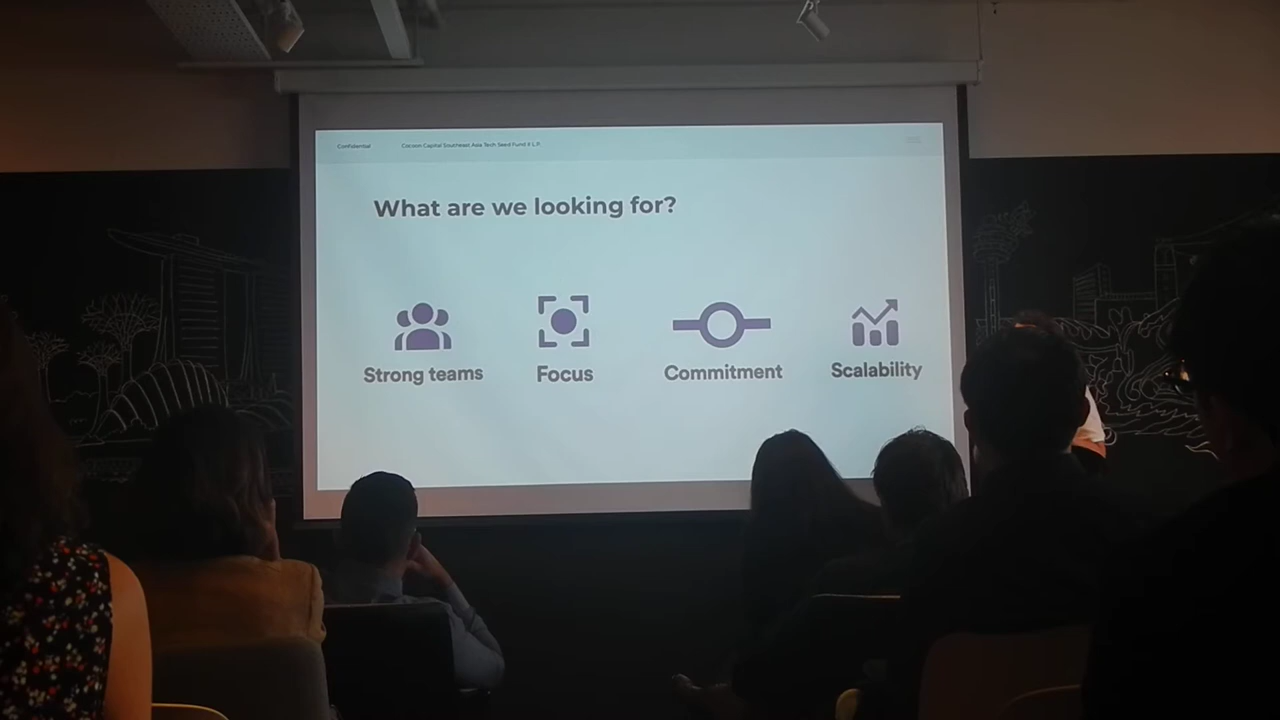 Confidential
Cocoon Capital Southeast Asia Tech Seed Fund II L.P.
What are we looking for?
Strong teams
Focus
Commitment
Scalability